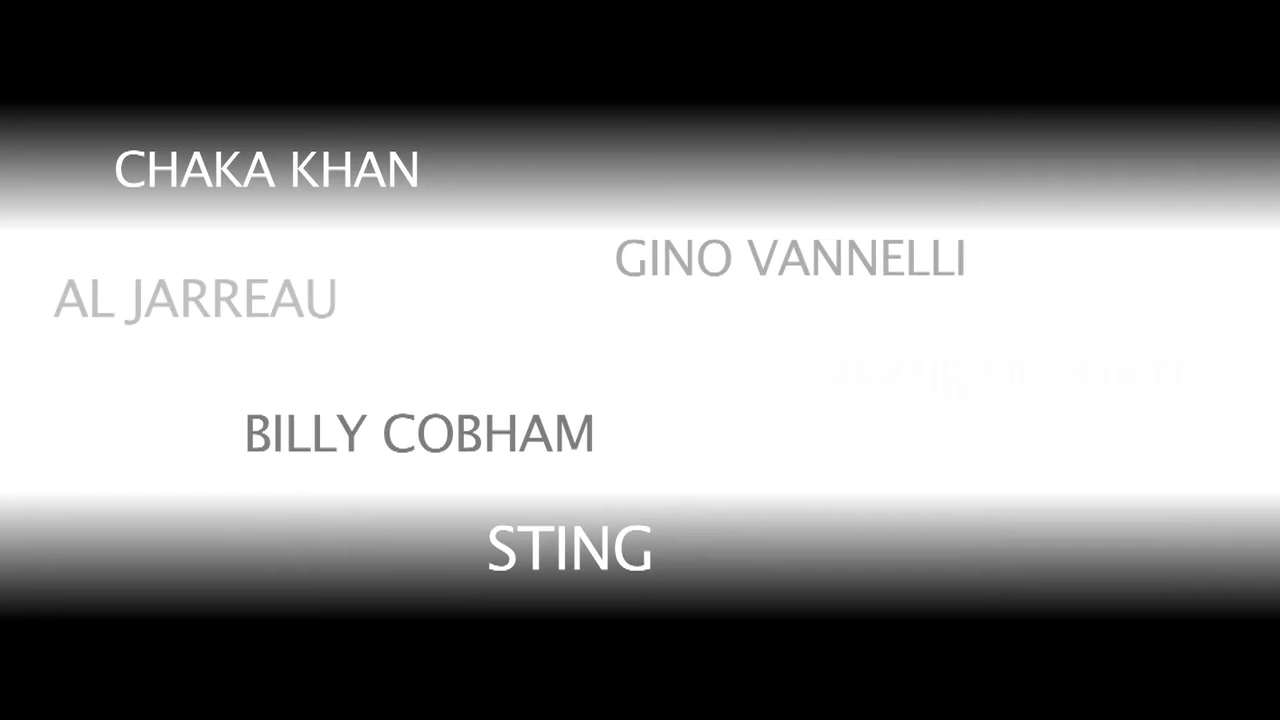 CHAKA KHAN
GINO VANNELLI
AL JARREAU
BILLY COBHAM
STING